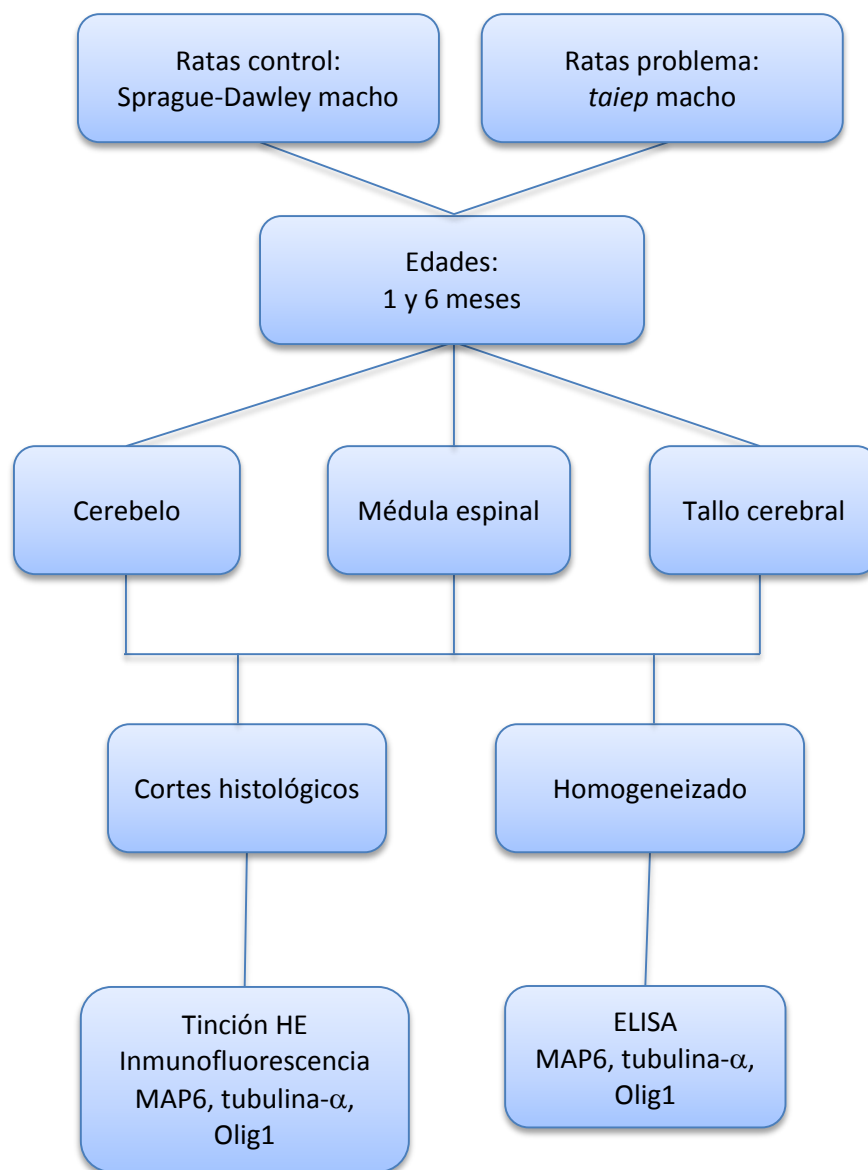 Ratas control:
Sprague-Dawley macho
Ratas problema:
taiep macho
Edades:
1 y 6 meses
Cerebelo
Médula espinal
Tallo cerebral
Cortes histológicos
Homogeneizado
Tinción HE
Inmunofluorescencia
MAP6, tubulina-α,
Olig1
ELISA
MAP6, tubulina-α,
Olig1